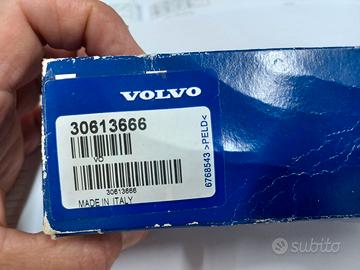 VOLVO
30613666
VO
30613666
MADE IN ITALY
6768543 >PELD<
subito